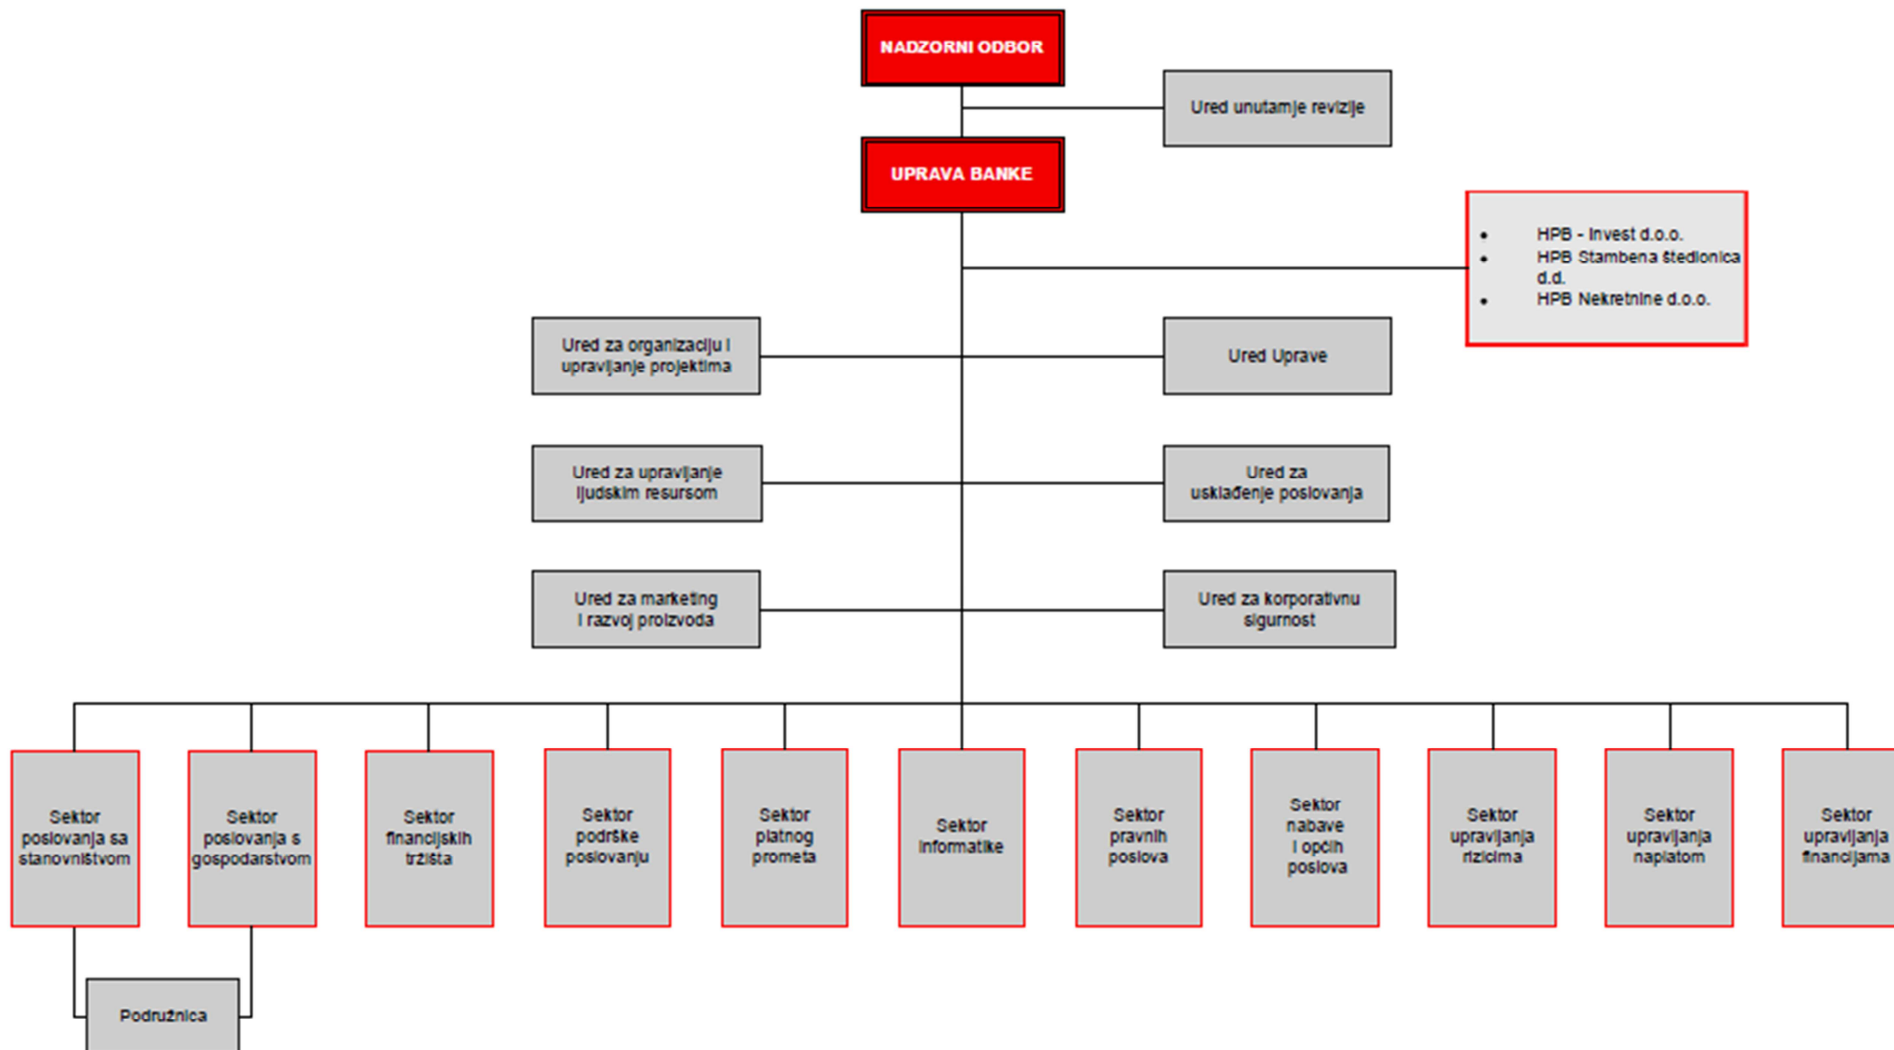 NADZORNI ODBOR
Ured unutarnje revizije
UPRAVA BANKE
• HPB - Invest d.o.o.
• HPB Stambena štedionica
d.d.
• HPB Nekretnine d.o.o.
Ured za organizaciju i
upravljanje projektima
Ured Uprave
Ured za upravljanje
ljudskim resursom
Ured za
usklađenje poslovanja
Ured za marketing
i razvoj proizvoda
Ured za korporativnu
sigurnost
Sektor
poslovanja sa
stanovništvom
Sektor
poslovanja s
gospodarstvom
Sektor
financijskih
tržišta
Sektor
podrške
poslovanju
Sektor
platnog
prometa
Sektor
informatike
Sektor
pravnih
poslova
Sektor
nabave
i općih
poslova
Sektor
upravljanja
rizicima
Sektor
upravljanja
naplatom
Sektor
upravljanja
financijama
Podružnica